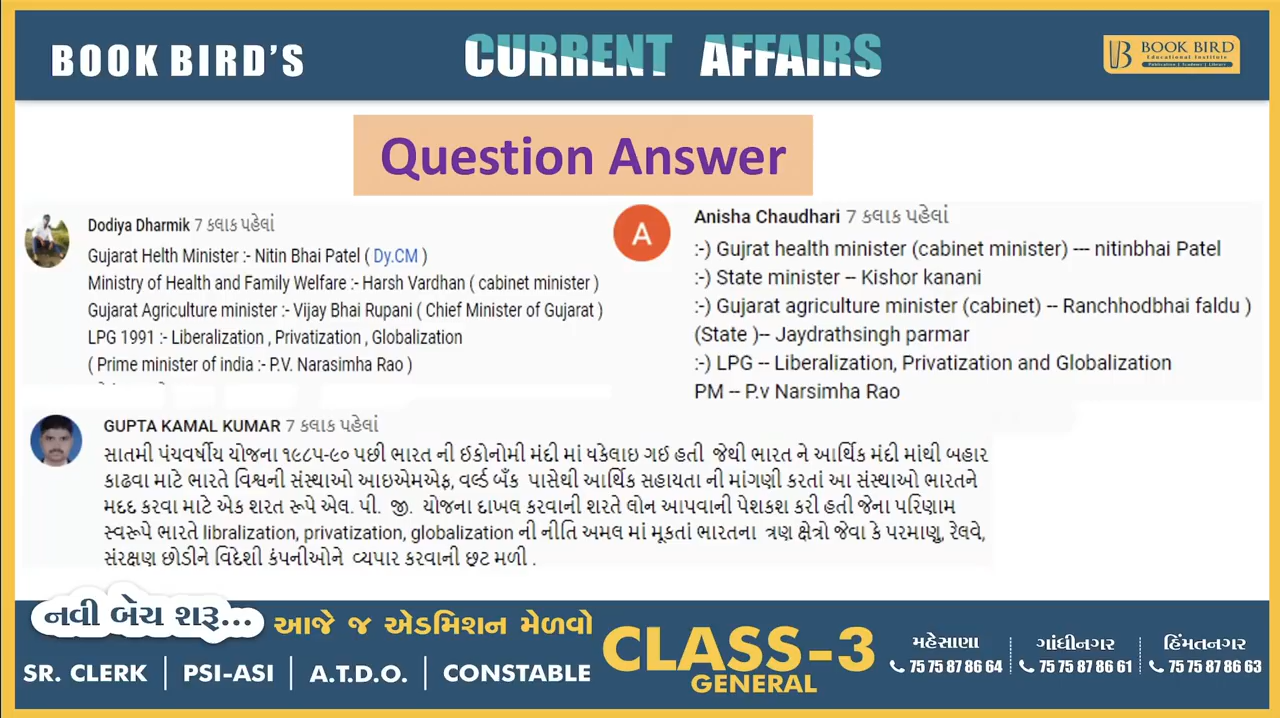 BOOK BIRD'S
CURRENT AFFAIRS
BOOK BIRD
Educational Institute
Publication | Academy | Library
Question Answer
Dodiya Dharmik 7 કલાક પહેલાં
Gujarat Helth Minister :- Nitin Bhai Patel ( Dy.CM )
Ministry of Health and Family Welfare :- Harsh Vardhan ( cabinet minister )
Gujarat Agriculture minister :- Vijay Bhai Rupani ( Chief Minister of Gujarat )
LPG 1991 :- Liberalization , Privatization , Globalization
( Prime minister of india :- P.V. Narasimha Rao )
A
Anisha Chaudhari 7 કલાક પહેલાં
:-) Gujrat health minister (cabinet minister) --- nitinbhai Patel
:-) State minister -- Kishor kanani
:-) Gujarat agriculture minister (cabinet) -- Ranchhodbhai faldu )
(State )-- Jaydrathsingh parmar
:-) LPG -- Liberalization, Privatization and Globalization
PM -- P.v Narsimha Rao
GUPTA KAMAL KUMAR 7 કલાક પહેલાં
સાતમી પંચવર્ષીય યોજના ૧૯૮૫-૯૦ પછી ભારત ની ઈકોનોમી મંદી માં ધકેલાઇ ગઈ હતી જેથી ભારત ને આર્થિક મંદી માંથી બહાર
કાઢવા માટે ભારતે વિશ્વની સંસ્થાઓ આઇએમએફ, વર્લ્ડ બેઁક પાસેથી આર્થિક સહાયતા ની માંગણી કરતાં આ સંસ્થાઓ ભારતને
મદદ કરવા માટે એક શરત રૂપે એલ. પી. જી. યોજના દાખલ કરવાની શરતે લોન આપવાની પેશકશ કરી હતી જેના પરિણામ
સ્વરૂપે ભારતે libralization, privatization, globalization ની નીતિ અમલ માં મૂકતાં ભારતના ત્રણ ક્ષેત્રો જેવા કે પરમાણુ, રેલવે,
સંરક્ષણ છોડીને વિદેશી કંપનીઓને વ્યપાર કરવાની છુટ મળી .
નવી બેચ શરૂ...
આજે જ એડમિશન મેળવો
SR. CLERK | PSI-ASI | A.T.D.O. | CONSTABLE
CLASS-3
GENERAL
મહેસાણા
75 75 87 86 64
ગાંધીનગર
75 75 87 86 61
હિંમતનગર
75 75 87 86 63